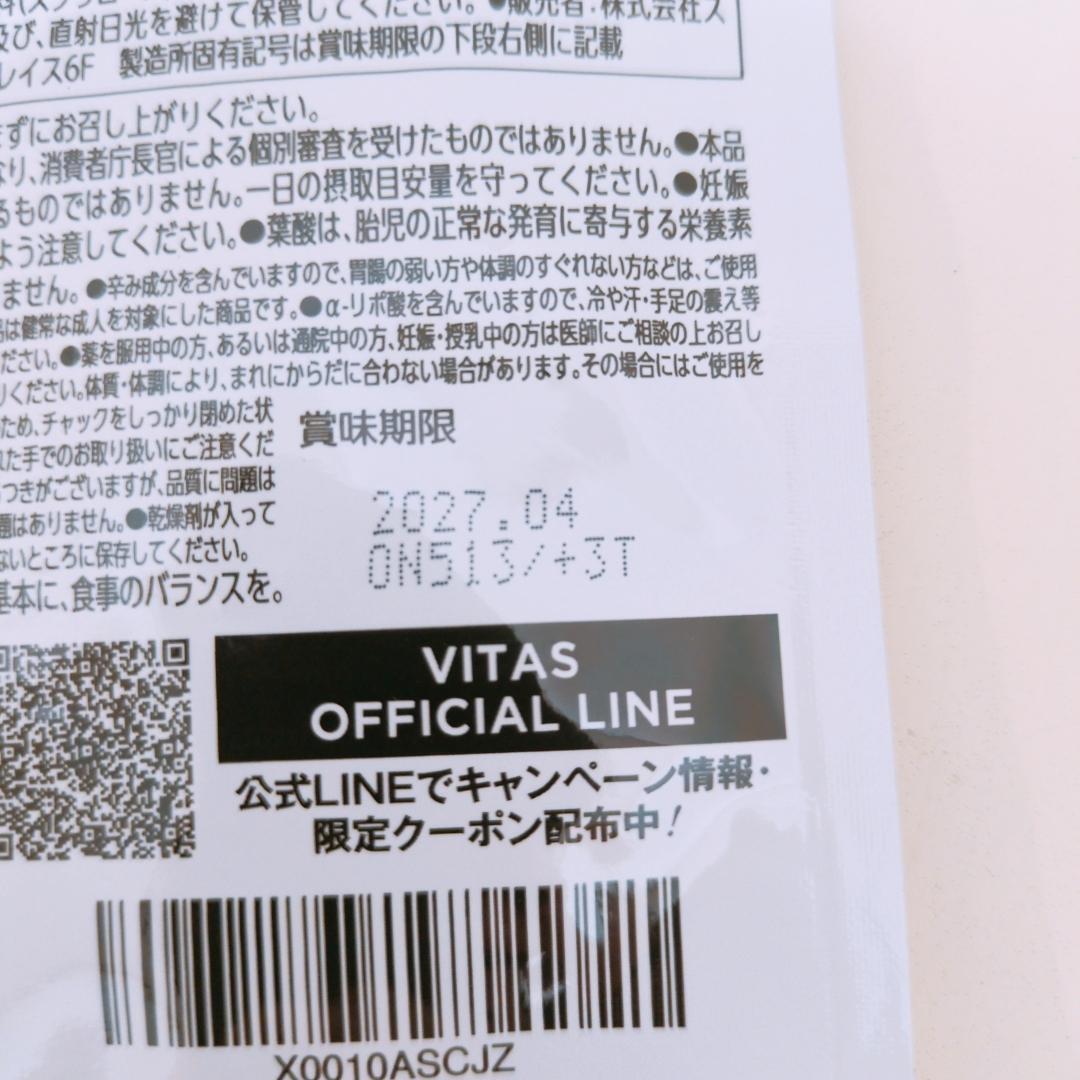 及び、直射日光を避けて保管してください。●販売者:株式会社ス
レイス6F 製造所固有記号は賞味期限の下段右側に記載
ずにお召し上がりください。
なり、消費者庁長官による個別審査を受けたものではありません。●本品
るものではありません。一日の摂取目安量を守ってください。●妊娠
よう注意してください。●葉酸は、胎児の正常な発育に寄与する栄養素
ません。●辛み成分を含んでいますので、胃腸の弱い方や体調のすぐれない方などは、ご使用
品は健常な成人を対象にした商品です。●α-リポ酸を含んでいますので、冷や汗・手足の震え等
ださい。●薬を服用中の方、あるいは通院中の方、妊娠・授乳中の方は医師にご相談の上お召し
りください。体質・体調により、まれにからだに合わない場合があります。その場合にはご使用を
ため、チャックをしっかり閉めた状
れた手でのお取り扱いにご注意くだ
つきがございますが、品質に問題は
題はありません。●乾燥剤が入って
ないところに保存してください。
基本に、食事のバランスを。
賞味期限
2027.04
ON513/+3T
VITAS
OFFICIAL LINE
公式LINEでキャンペーン情報・
限定クーポン配布中!
X0010ASCJZ